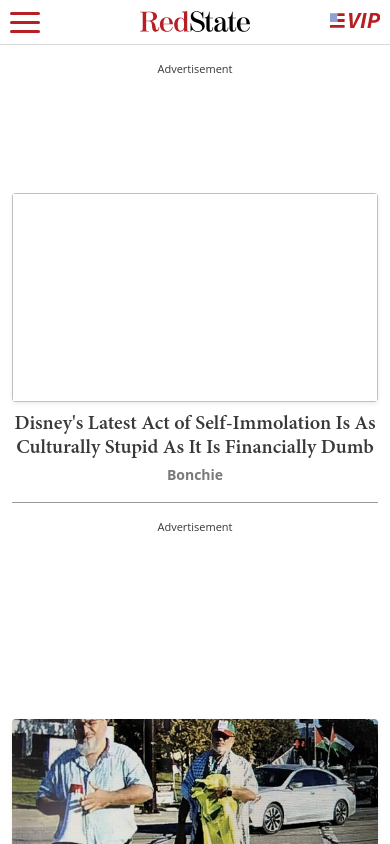 RedState
VIP
Advertisement
Disney's Latest Act of Self-Immolation Is As
Culturally Stupid As It Is Financially Dumb
Bonchie
Advertisement